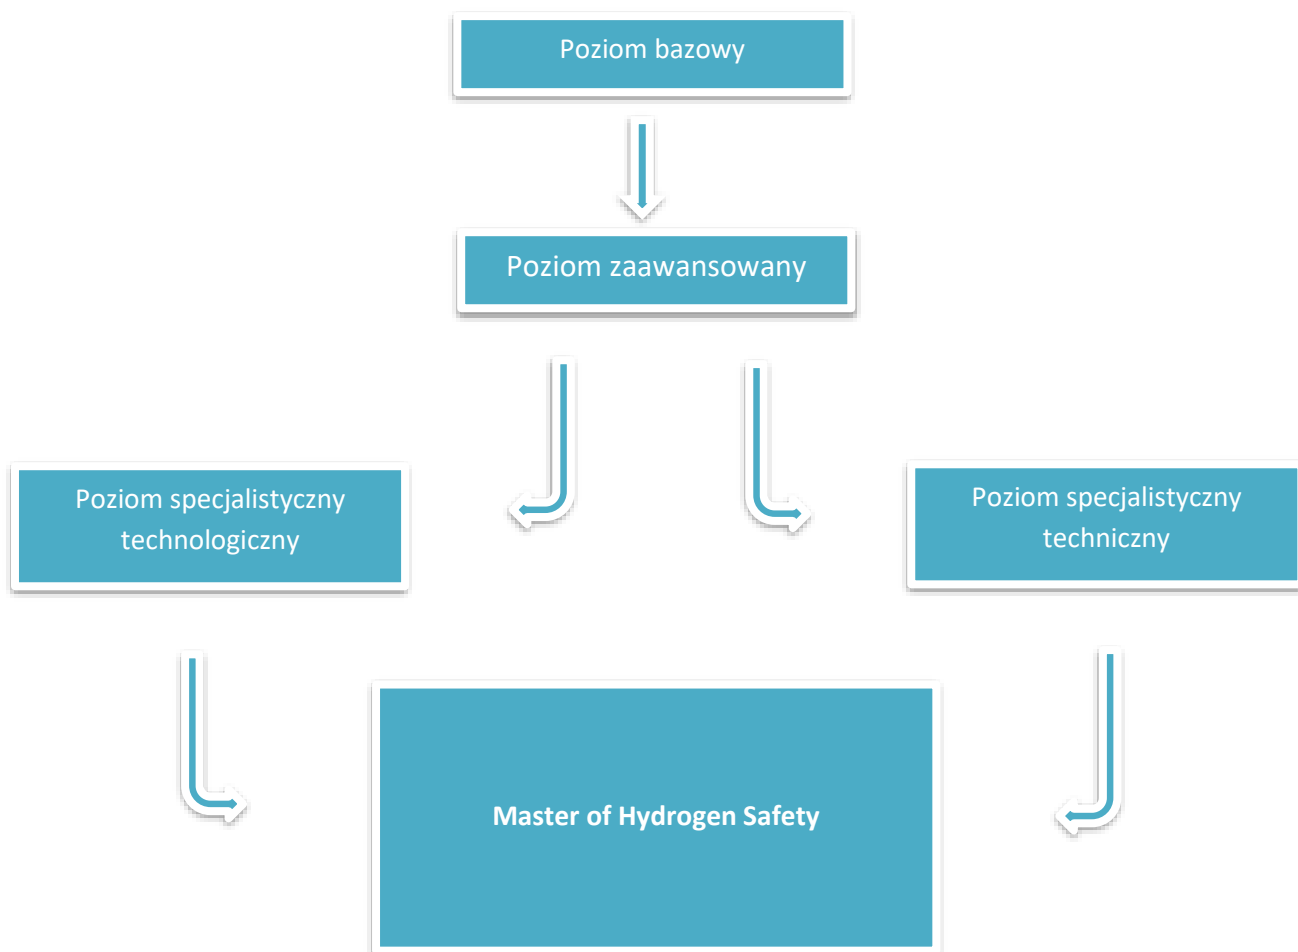 Poziom bazowy
Poziom zaawansowany
Poziom specjalistyczny
technologiczny
Poziom specjalistyczny
techniczny
Master of Hydrogen Safety